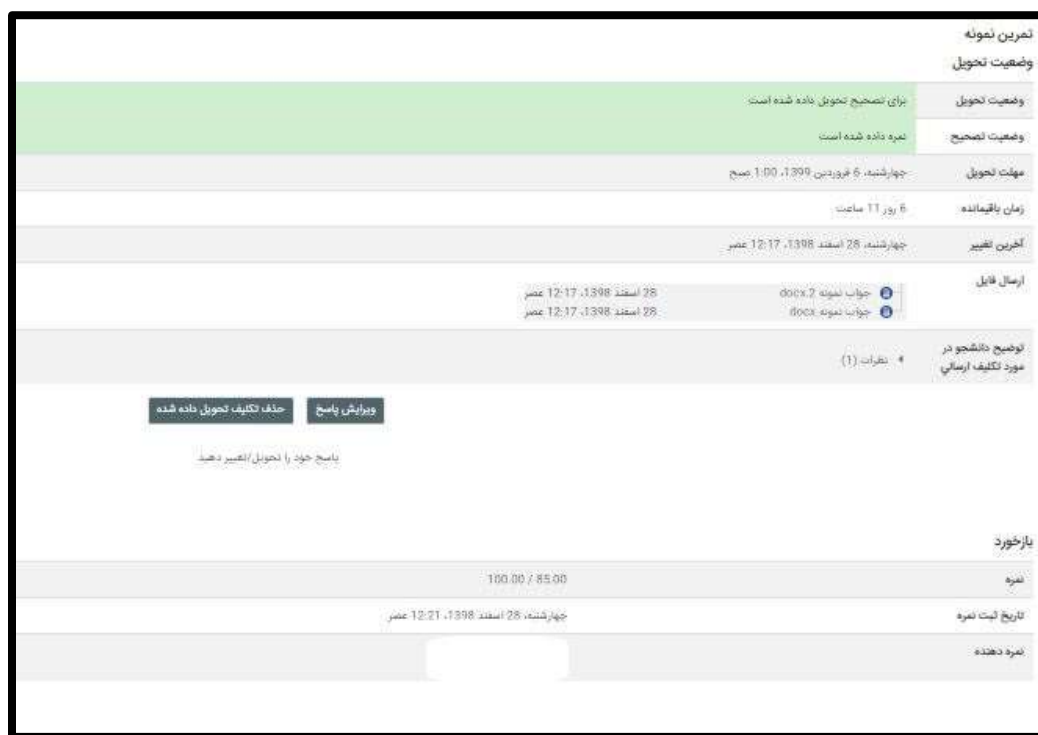 تمرین نمونه
وضعیت تحویل
وضعیت تحویل برای تصحیح تحویل داده شده است
وضعیت تصحیح نمره داده شده است
مهلت تحویل چهارشنبه، 6 فروردین 1399، 1:00 صبح
زمان باقیمانده 6 روز 11 ساعت
آخرین تغییر چهارشنبه، 28 اسفند 1398، 12:17 عصر
ارسال فایل
جواب نمونه 2.docx 28 اسفند 1398، 12:17 عصر
جواب نمونه docx 28 اسفند 1398، 12:17 عصر
توضیح دانشجو در
مورد تکلیف ارسالي
نظرات (1)
ویرایش پاسخ حذف تکلیف تحویل داده شده
پاسخ خود را تحویل/تغییر دهید
بازخورد
نمره 85.00 / 100.00
تاریخ ثبت نمره چهارشنبه، 28 اسفند 1398، 12:21 عصر
نمره دهنده